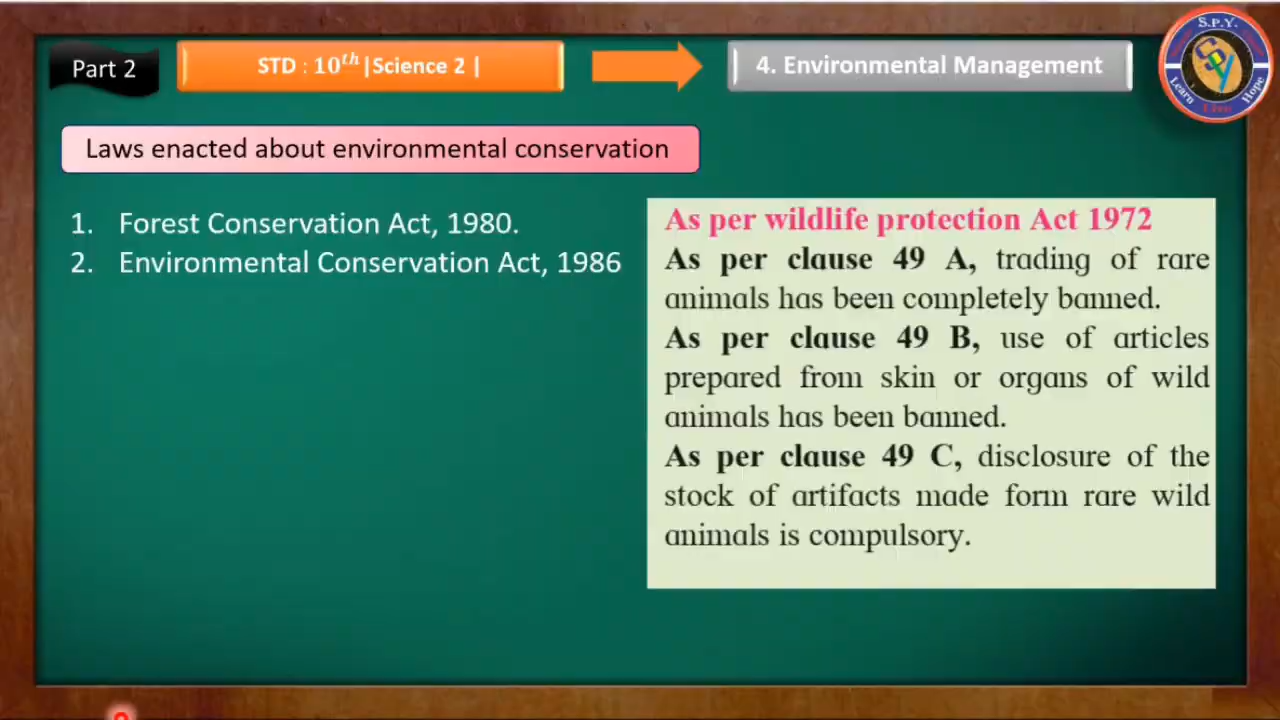 Part 2
STD : 10th |Science 2 |
4. Environmental Management
S.P.Y.
Learn Live Hope
Laws enacted about environmental conservation
1. Forest Conservation Act, 1980.
2. Environmental Conservation Act, 1986
As per wildlife protection Act 1972
As per clause 49 A, trading of rare
animals has been completely banned.
As per clause 49 B, use of articles
prepared from skin or organs of wild
animals has been banned.
As per clause 49 C, disclosure of the
stock of artifacts made form rare wild
animals is compulsory.